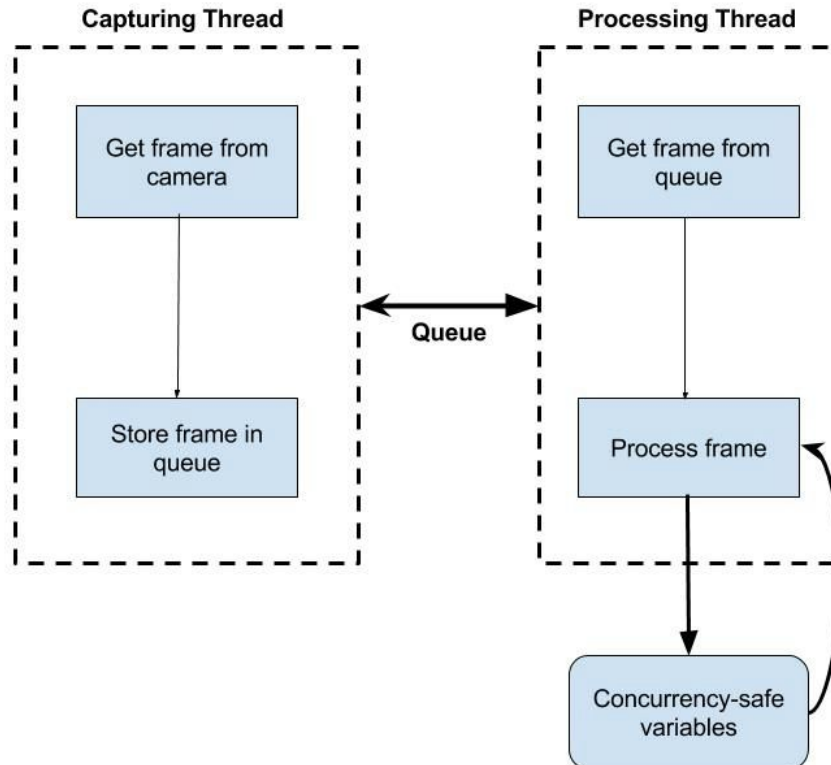 Capturing Thread
Processing Thread
Get frame from
camera
Get frame from
queue
Queue
Store frame in
queue
Process frame
Concurrency-safe
variables